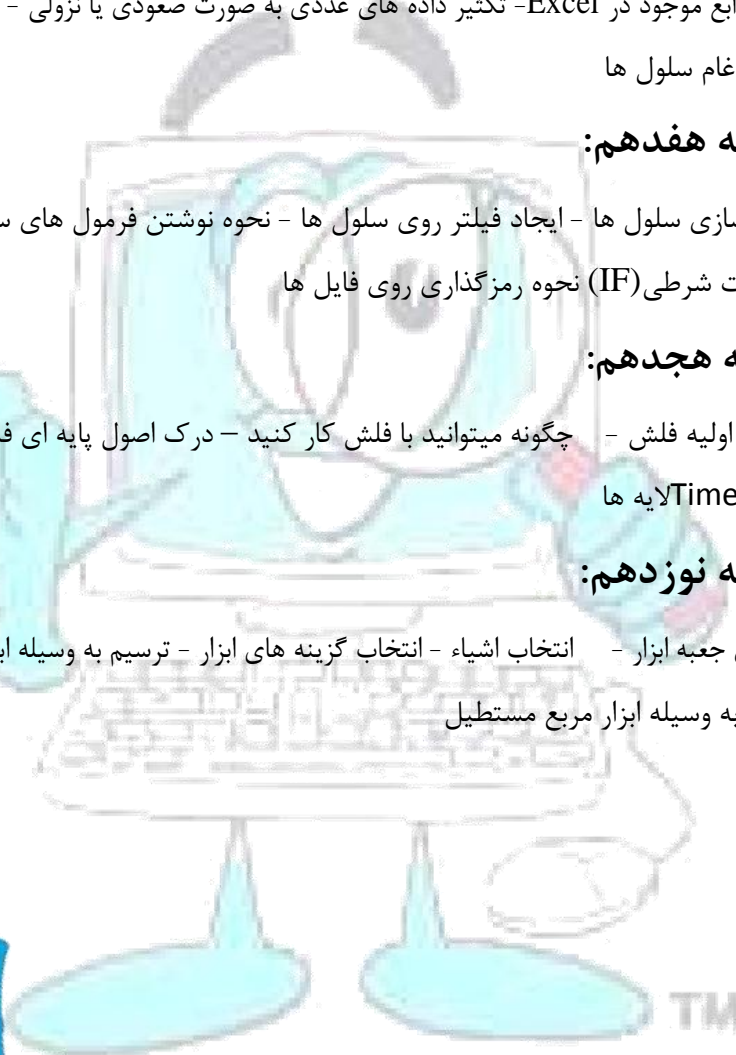 ابع موجود در Excel- تکثیر داده های عددی به صورت صعودی یا نزولی -
غام سلول ها
ه هفدهم:
سازی سلول ها - ایجاد فیلتر روی سلول ها - نحوه نوشتن فرمول های س
ت شرطی(IF) نحوه رمزگذاری روی فایل ها
ه هجدهم:
اولیه فلش - چگونه میتوانید با فلش کار کنید – درک اصول پایه ای ف
Timeلایه ها
ه نوزدهم:
جعبه ابزار - انتخاب اشیاء - انتخاب گزینه های ابزار - ترسیم به وسیله اب
ه وسیله ابزار مربع مستطیل
TM